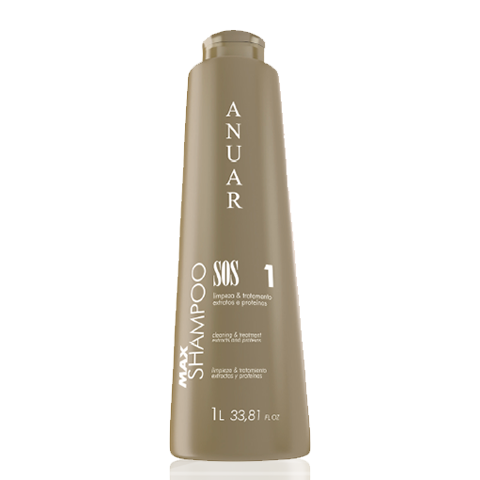 ANUAR
SOS 1
limpeza & tratamento
extratos e proteínas
cleaning & treatment
extracts and proteins
limpeza & tratamiento
extractos y proteínas
MAX
SHAMPOO
1L 33,81 FL OZ